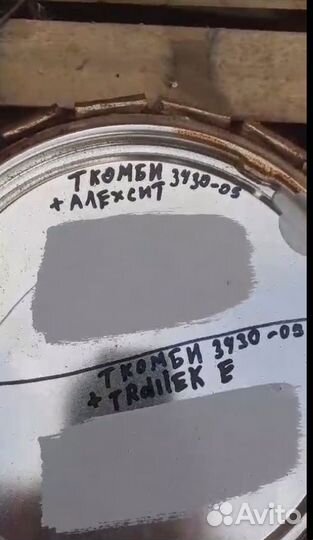 ТКОМБИ 3430-05
+ АЛЕХСИТ
ТКОМБИ 3430-05
+ TRdilEK E
Avito